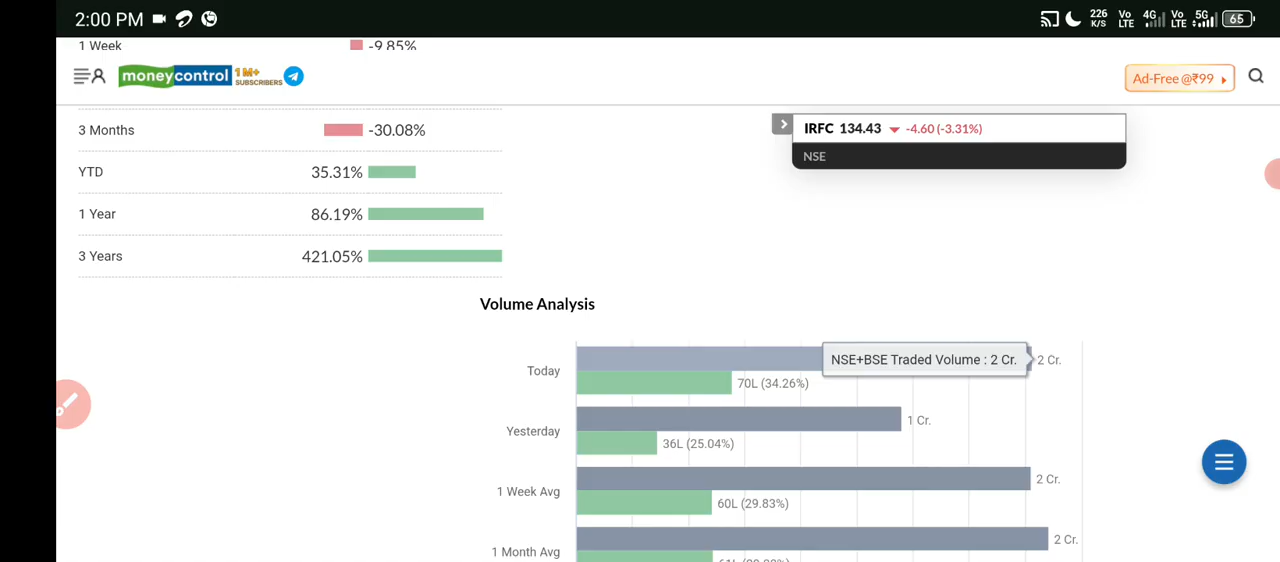 2:00 PM
226 K/S Vo LTE 4G Vo LTE 5G 65
1 Week -9.85%
moneycontrol 1M+ SUBSCRIBERS
Ad-Free @₹99
3 Months -30.08%
IRFC 134.43 -4.60 (-3.31%)
NSE
YTD 35.31%
1 Year 86.19%
3 Years 421.05%
Volume Analysis
Today NSE+BSE Traded Volume : 2 Cr. 2 Cr.
70L (34.26%)
Yesterday 1 Cr.
36L (25.04%)
1 Week Avg 2 Cr.
60L (29.83%)
1 Month Avg 2 Cr.